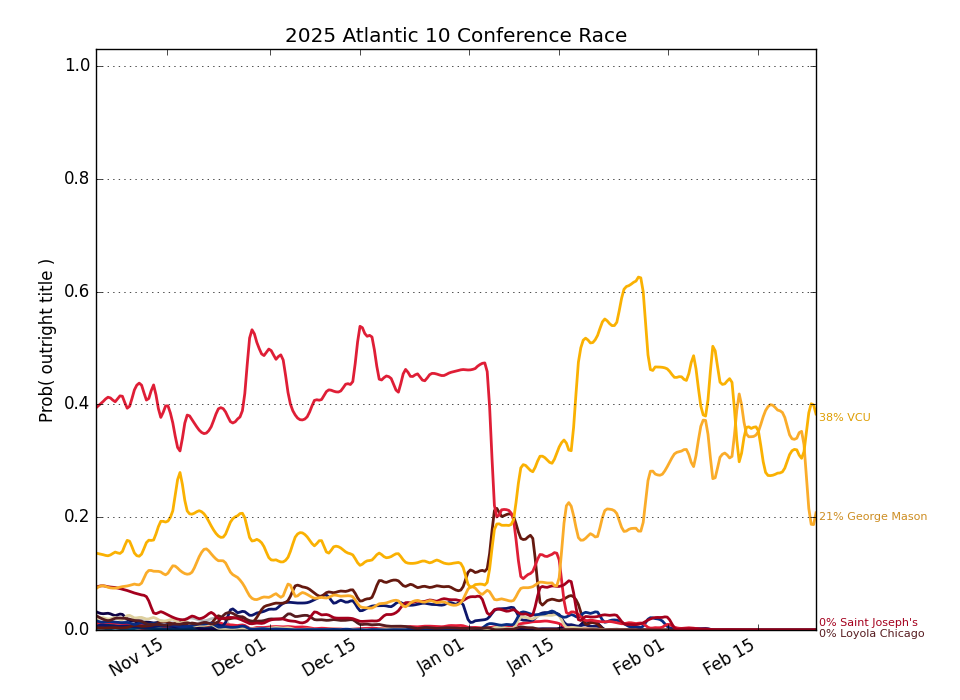 2025 Atlantic 10 Conference Race
1.0
0.8
0.6
0.4
0.2
0.0
Prob( outright title )
38% VCU
21% George Mason
0% Saint Joseph's
0% Loyola Chicago
Nov 15
Dec 01
Dec 15
Jan 01
Jan 15
Feb 01
Feb 15